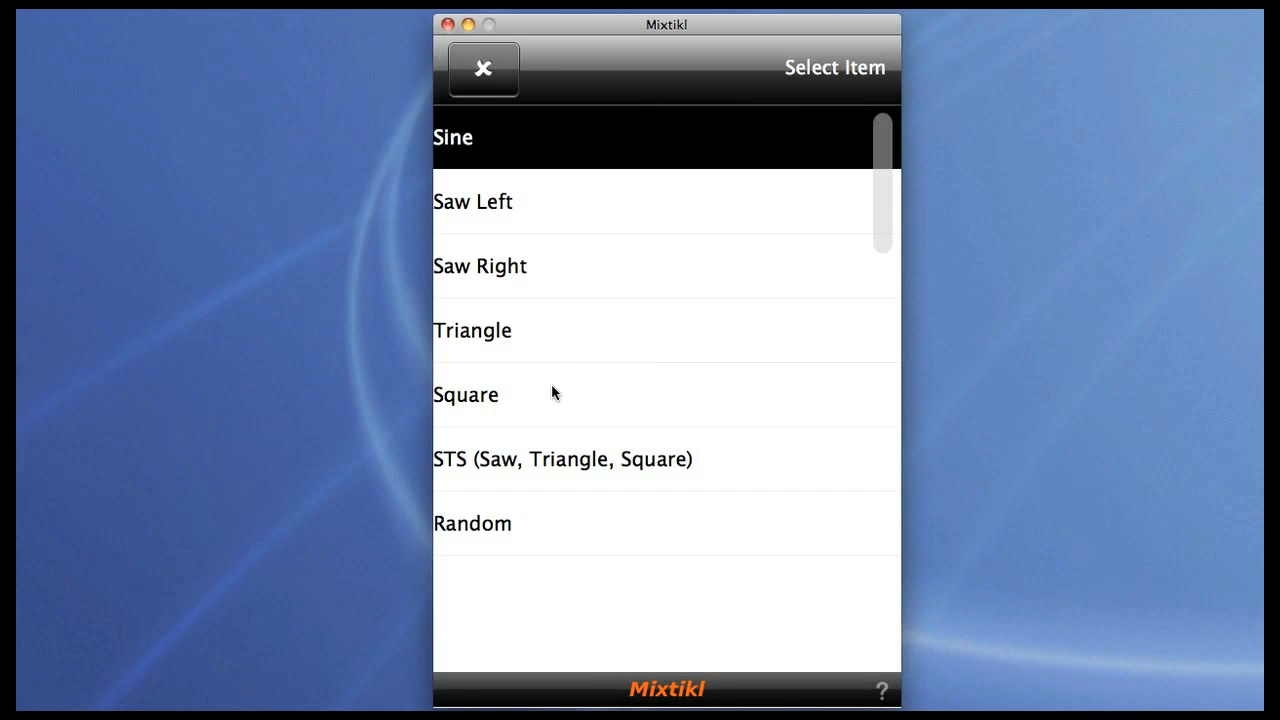 Mixtikl
Select Item
Sine
Saw Left
Saw Right
Triangle
Square
STS (Saw, Triangle, Square)
Random
Mixtikl
?